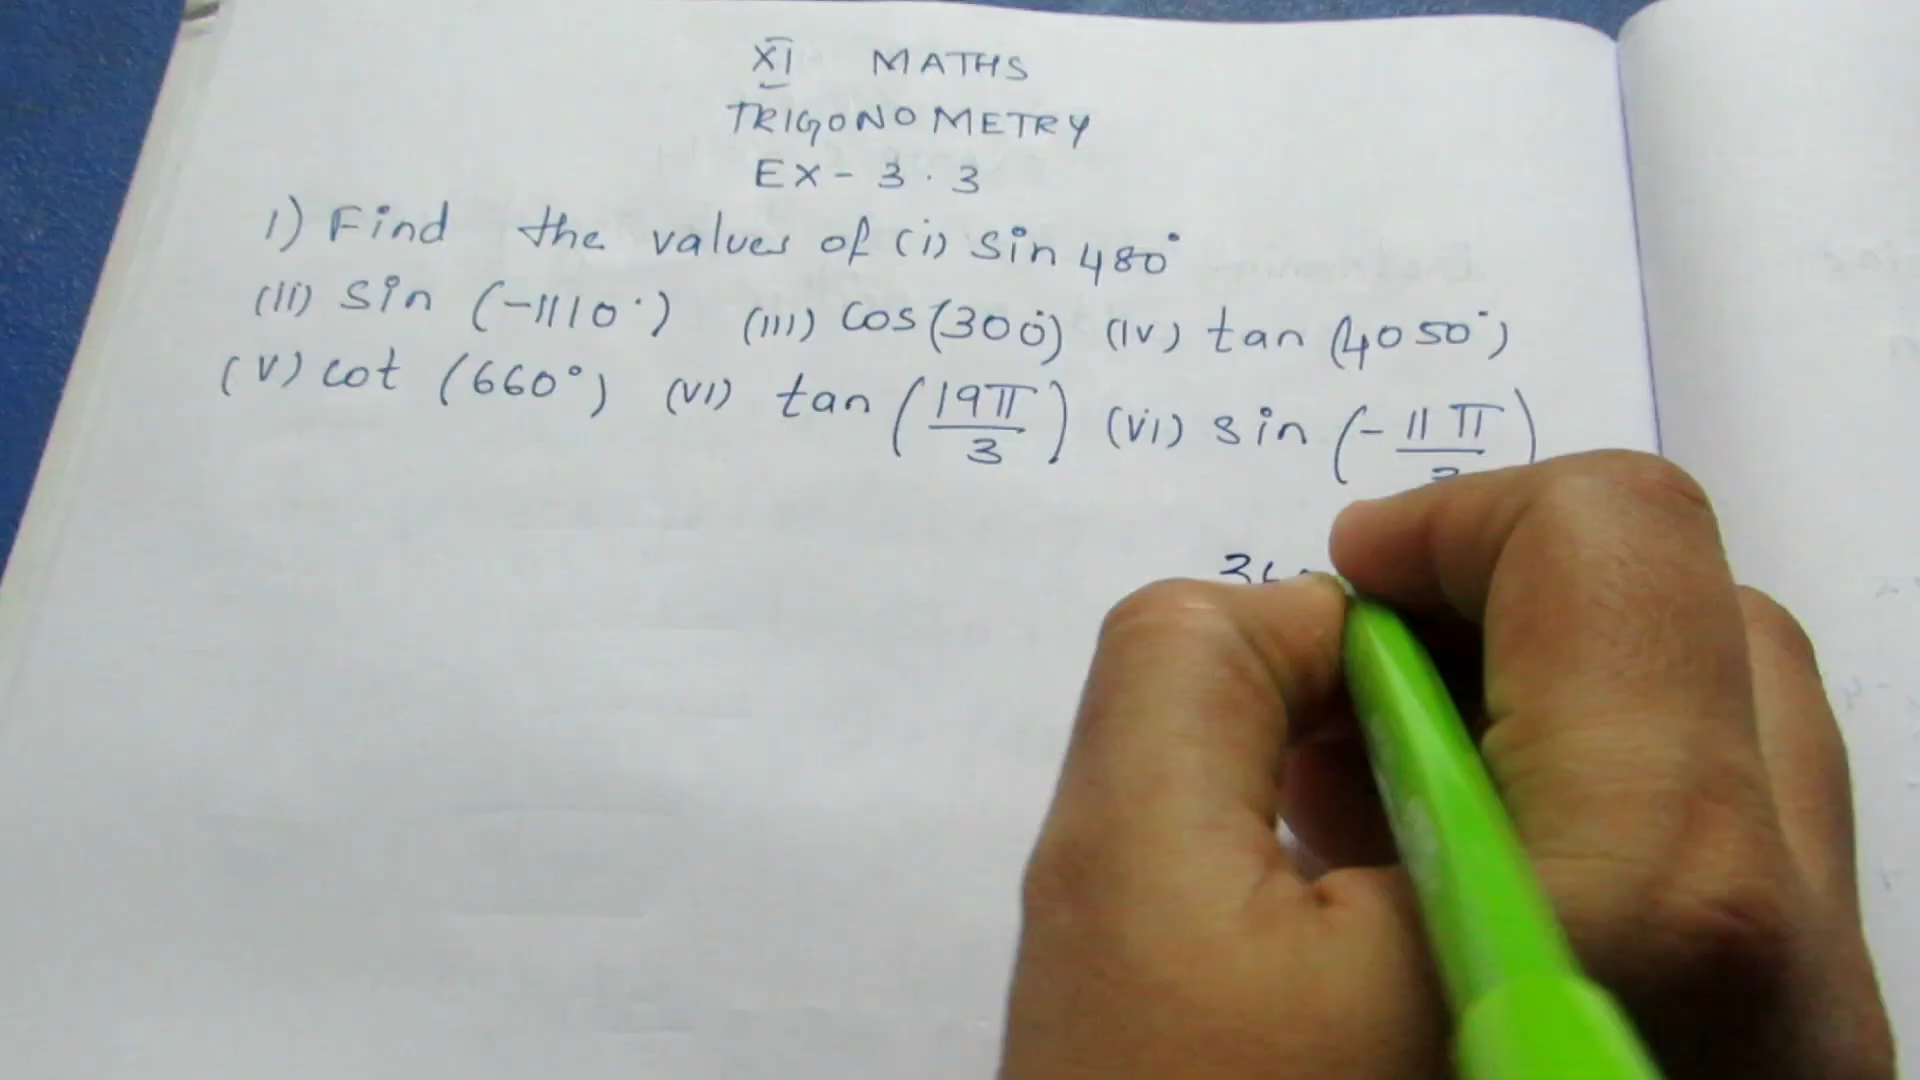 XI MATHS
TRIGONOMETRY
EX - 3.3
1) Find the values of (i) sin 480°
(ii) sin (-1110°) (iii) cos(300°) (iv) tan (4050°)
(v) cot (660°) (vi) tan (19π/3) (vi) sin (-11π/3)